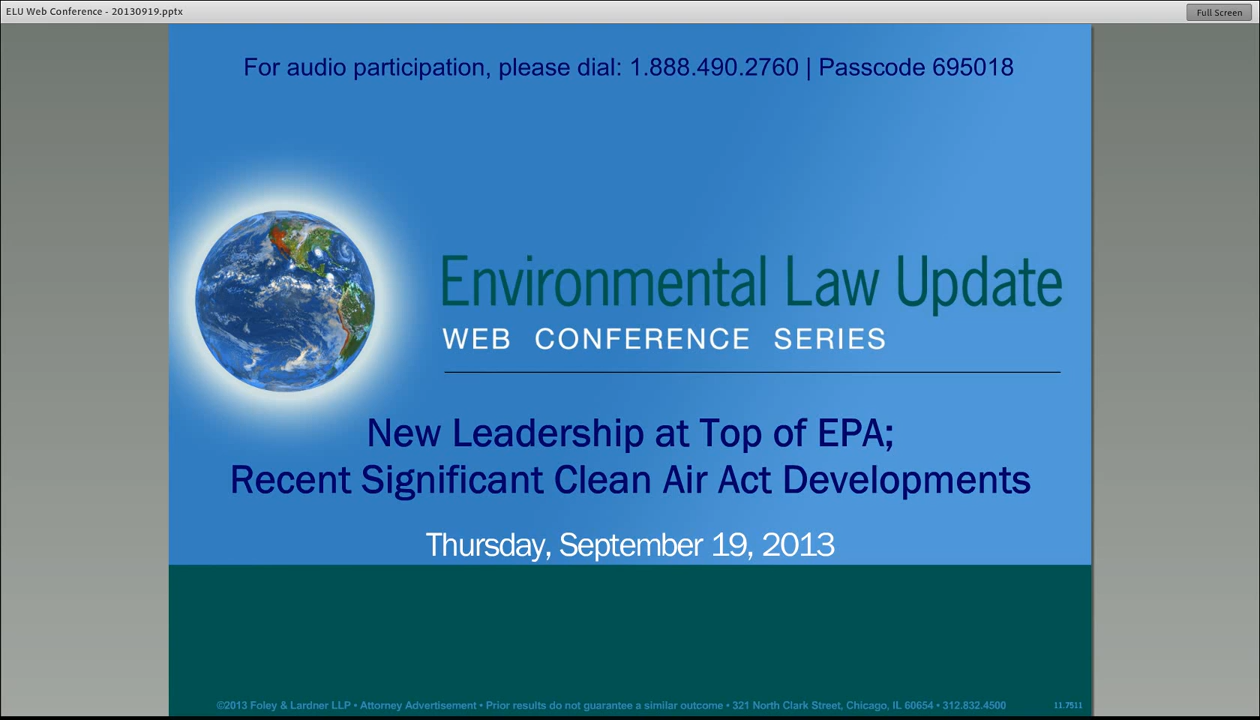 ELU Web Conference - 20130919.pptx
Full Screen
For audio participation, please dial: 1.888.490.2760 | Passcode 695018
Environmental Law Update
WEB CONFERENCE SERIES
New Leadership at Top of EPA;
Recent Significant Clean Air Act Developments
Thursday, September 19, 2013
©2013 Foley & Lardner LLP • Attorney Advertisement • Prior results do not guarantee a similar outcome • 321 North Clark Street, Chicago, IL 60654 • 312.832.4500
11.7511